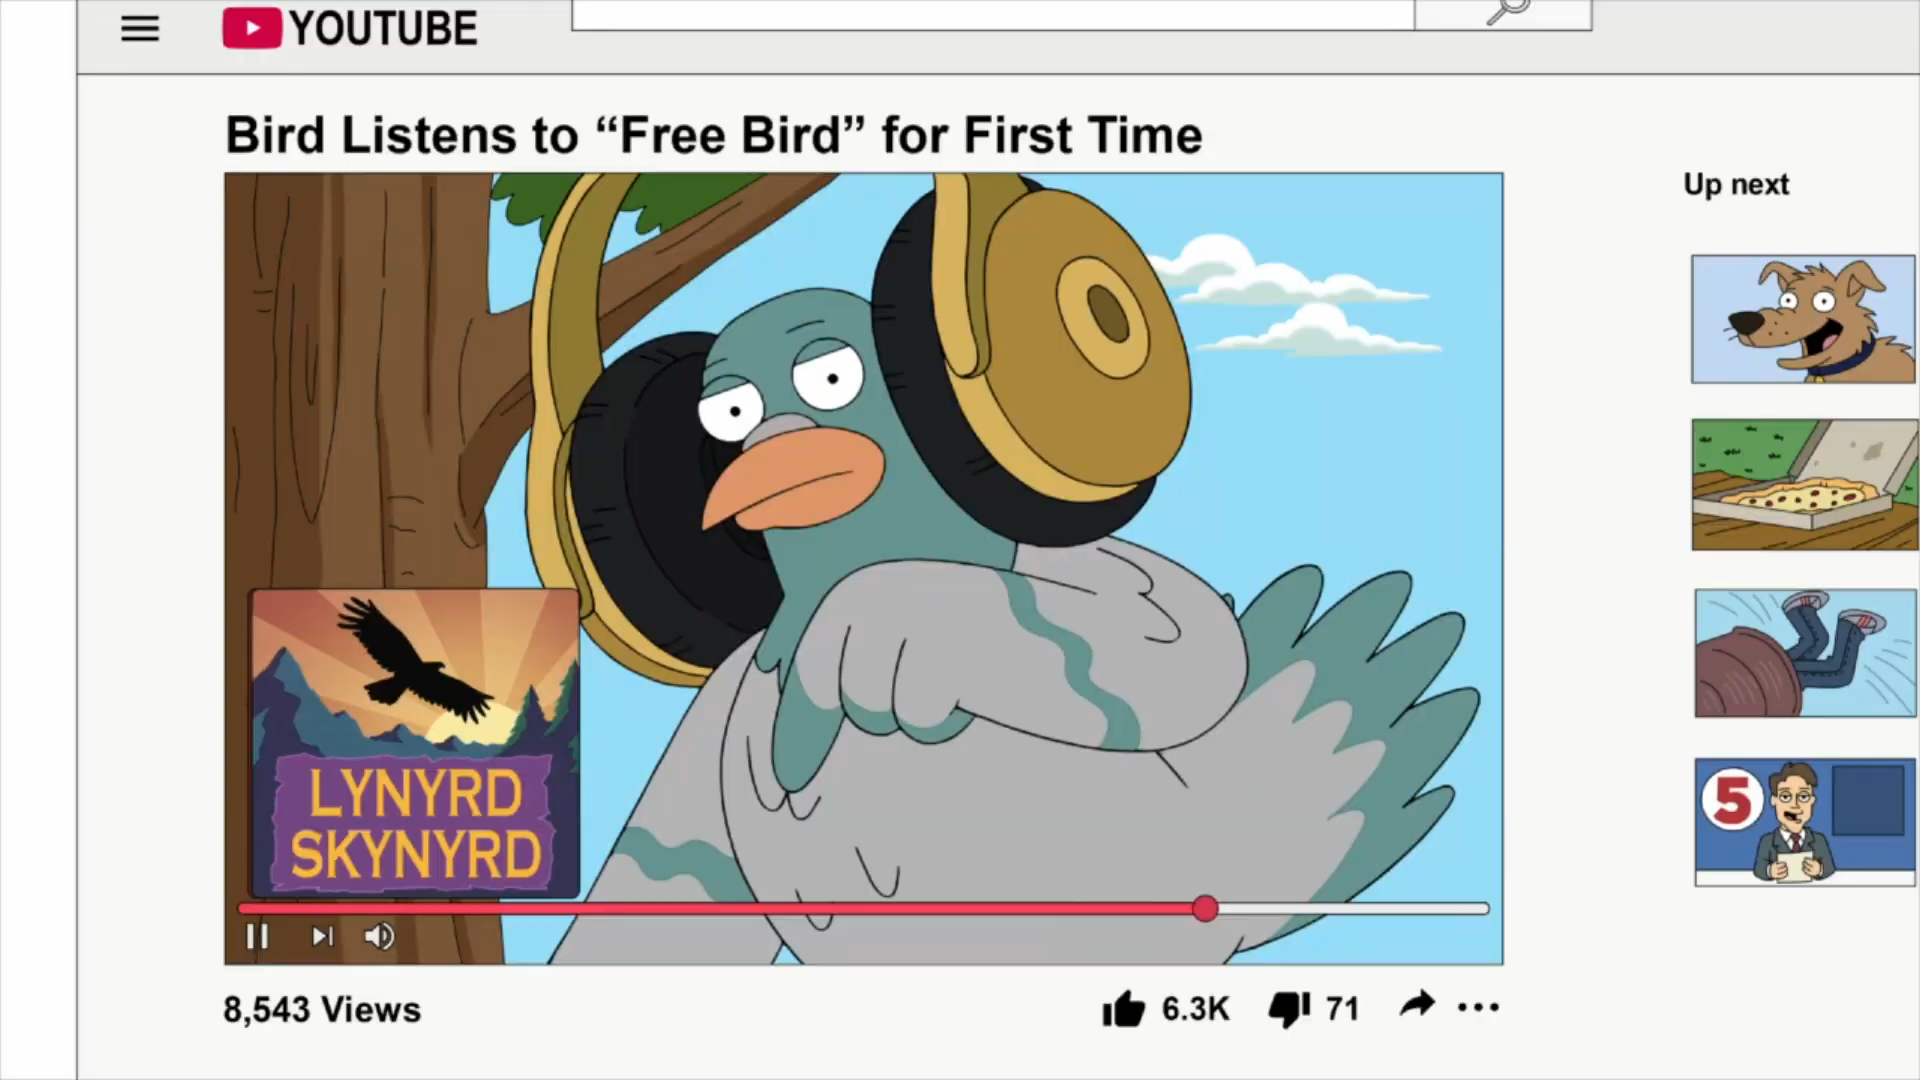 YOUTUBE
Bird Listens to “Free Bird” for First Time
Up next
LYNYRD
SKYNYRD
5
8,543 Views
6.3K
71